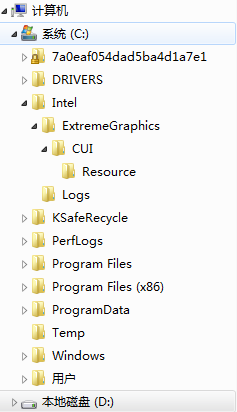 计算机
系统 (C:)
7a0eaf054dad5ba4d1a7e1
DRIVERS
Intel
ExtremeGraphics
CUI
Resource
Logs
KSafeRecycle
PerfLogs
Program Files
Program Files (x86)
ProgramData
Temp
Windows
用户
本地磁盘 (D:)